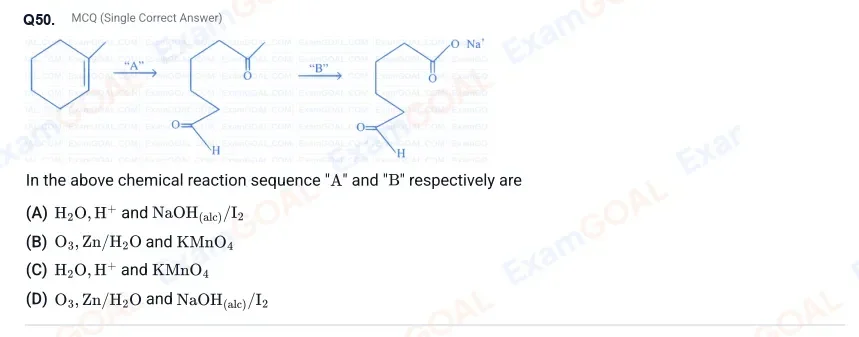 Q50. MCQ (Single Correct Answer)
"A"
"B"
O
O
H
O Na+
O
O
H
In the above chemical reaction sequence "A" and "B" respectively are
(A) H₂O, H⁺ and NaOH(alc)/I₂
(B) O₃, Zn/H₂O and KMnO₄
(C) H₂O, H⁺ and KMnO₄
(D) O₃, Zn/H₂O and NaOH(alc)/I₂
ExamGOAL